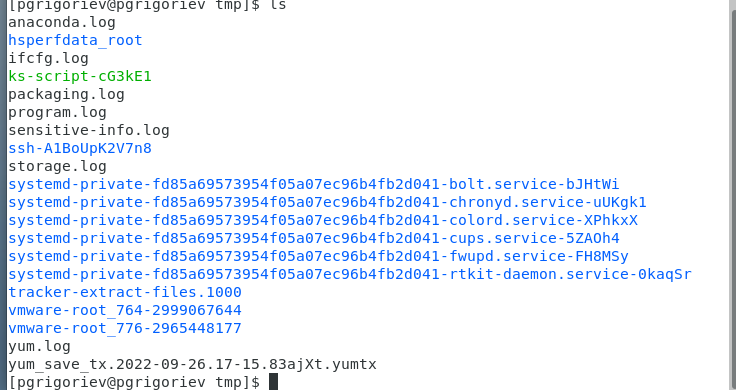 [pgrigoriev@pgrigoriev tmp]$ ls
anaconda.log
hsperfdata_root
ifcfg.log
ks-script-cG3kE1
packaging.log
program.log
sensitive-info.log
ssh-A1BoUpK2V7n8
storage.log
systemd-private-fd85a69573954f05a07ec96b4fb2d041-bolt.service-bJHtWi
systemd-private-fd85a69573954f05a07ec96b4fb2d041-chronyd.service-uUKgk1
systemd-private-fd85a69573954f05a07ec96b4fb2d041-colord.service-XPhkxX
systemd-private-fd85a69573954f05a07ec96b4fb2d041-cups.service-5ZAOh4
systemd-private-fd85a69573954f05a07ec96b4fb2d041-fwupd.service-FH8MSy
systemd-private-fd85a69573954f05a07ec96b4fb2d041-rtkit-daemon.service-0kaqSr
tracker-extract-files.1000
vmware-root_764-2999067644
vmware-root_776-2965448177
yum.log
yum_save_tx.2022-09-26.17-15.83ajXt.yumtx
[pgrigoriev@pgrigoriev tmp]$